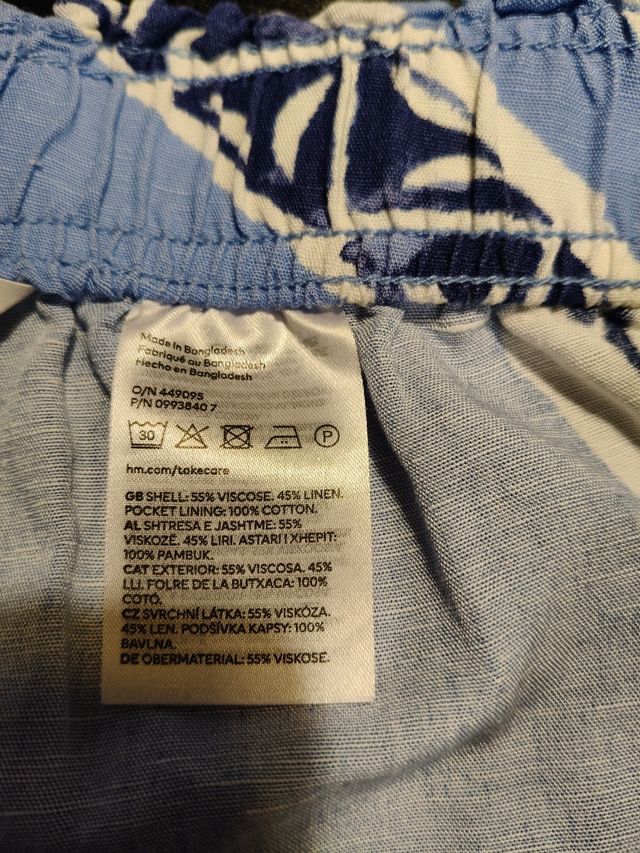 Made in Bangladesh
Fabriqué au Bangladesh
Hecho en Bangladesh
O/N 449095
P/N 0993840 7
30 P
hm.com/takecare
GB SHELL: 55% VISCOSE. 45% LINEN.
POCKET LINING: 100% COTTON.
AL SHTRESA E JASHTME: 55%
VISKOZË. 45% LIRI. ASTARI I XHEPIT:
100% PAMBUK.
CAT EXTERIOR: 55% VISCOSA. 45%
LLI. FOLRE DE LA BUTXACA: 100%
COTÓ.
CZ SVRCHNÍ LÁTKA: 55% VISKÓZA.
45% LEN. PODŠÍVKA KAPSY: 100%
BAVLNA.
DE OBERMATERIAL: 55% VISKOSE.